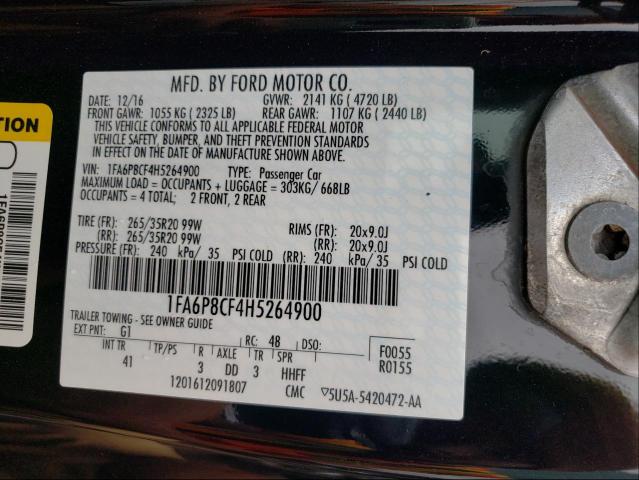 MFD. BY FORD MOTOR CO.
DATE: 12/16 GVWR: 2141 KG ( 4720 LB)
FRONT GAWR: 1055 KG ( 2325 LB) REAR GAWR: 1107 KG ( 2440 LB)
THIS VEHICLE CONFORMS TO ALL APPLICABLE FEDERAL MOTOR
VEHICLE SAFETY, BUMPER, AND THEFT PREVENTION STANDARDS
IN EFFECT ON THE DATE OF MANUFACTURE SHOWN ABOVE.
VIN: 1FA6P8CF4H5264900 TYPE: Passenger Car
MAXIMUM LOAD = OCCUPANTS + LUGGAGE = 303KG/ 668LB
OCCUPANTS = 4 TOTAL; 2 FRONT, 2 REAR
TIRE (FR): 265/35R20 99W RIMS (FR): 20x9.0J
(RR): 265/35R20 99W (RR): 20x9.0J
PRESSURE (FR): 240 kPa/ 35 PSI COLD (RR): 240 kPa/ 35 PSI COLD
1FA6P8CF4H5264900
TRAILER TOWING - SEE OWNER GUIDE
EXT PNT: G1 RC: 48 DSO: F0055
INT TR TP/PS R AXLE TR SPR R0155
41 3 DD 3 HHFF
1201612091807 CMC 5U5A-5420472-AA
TION